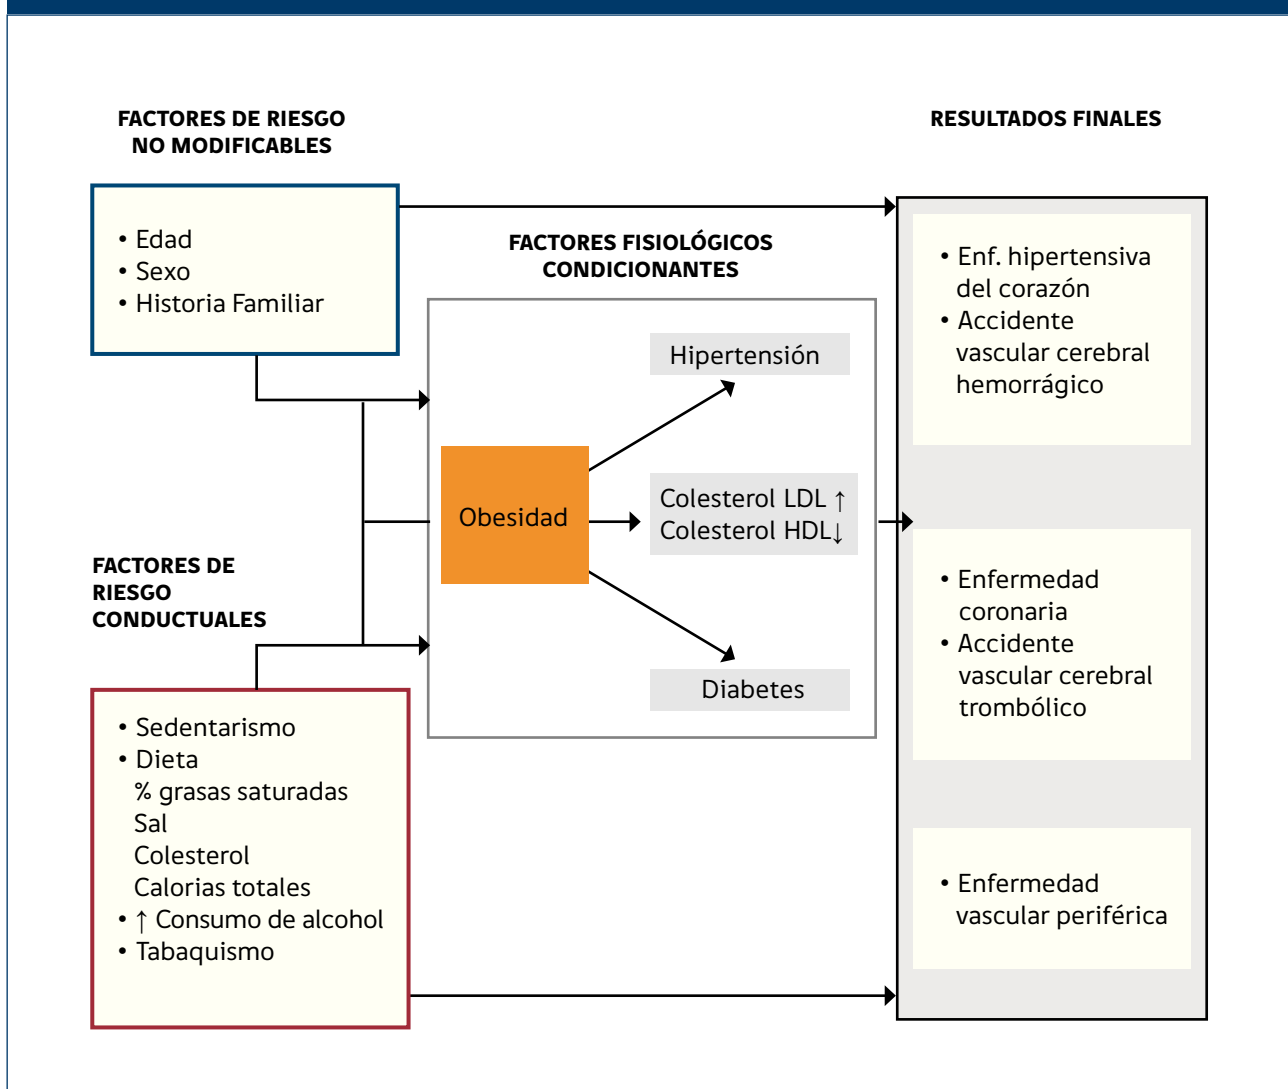 FACTORES DE RIESGO
NO MODIFICABLES
• Edad
• Sexo
• Historia Familiar
FACTORES DE
RIESGO
CONDUCTUALES
• Sedentarismo
• Dieta
% grasas saturadas
Sal
Colesterol
Calorias totales
• ↑ Consumo de alcohol
• Tabaquismo
FACTORES FISIOLÓGICOS
CONDICIONANTES
Obesidad
Hipertensión
Colesterol LDL ↑
Colesterol HDL↓
Diabetes
RESULTADOS FINALES
• Enf. hipertensiva
del corazón
• Accidente
vascular cerebral
hemorrágico
• Enfermedad
coronaria
• Accidente
vascular cerebral
trombólico
• Enfermedad
vascular periférica